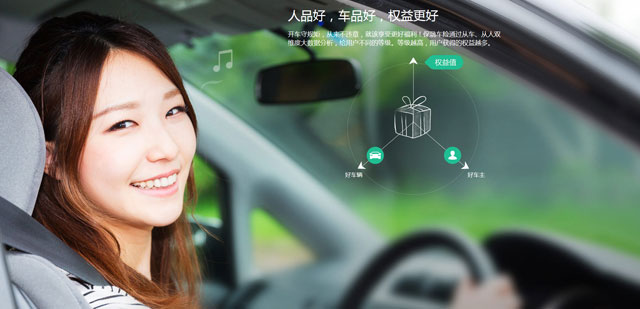 人品好，车品好，权益更好
开车守规矩，从来不违章，就该享受更好福利！保骉车险通过从车、从人双
维度大数据分析，给用户不同的等级。等级越高，用户获得的权益越多。
权益值
好车辆
好车主